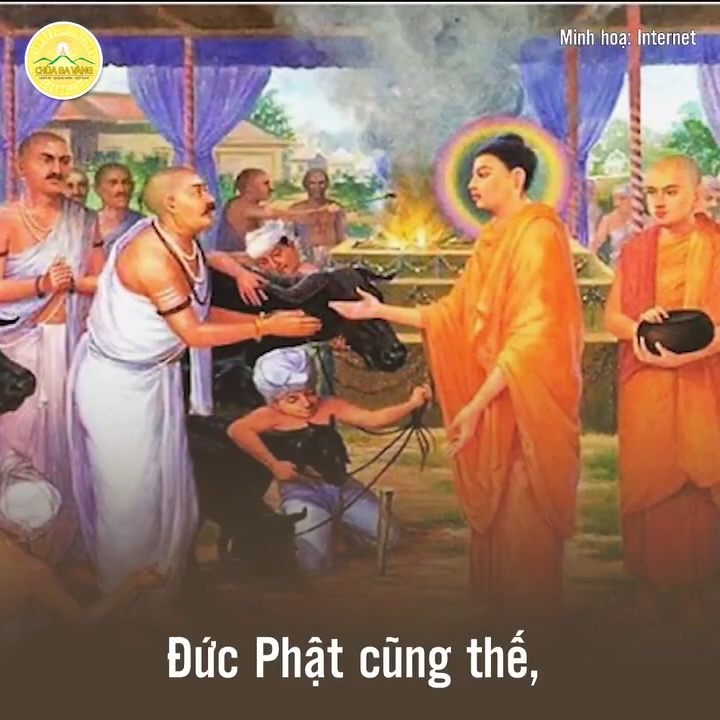 Minh hoạ: Internet
CHÙA BA VÀNG
Đức Phật cũng thế,